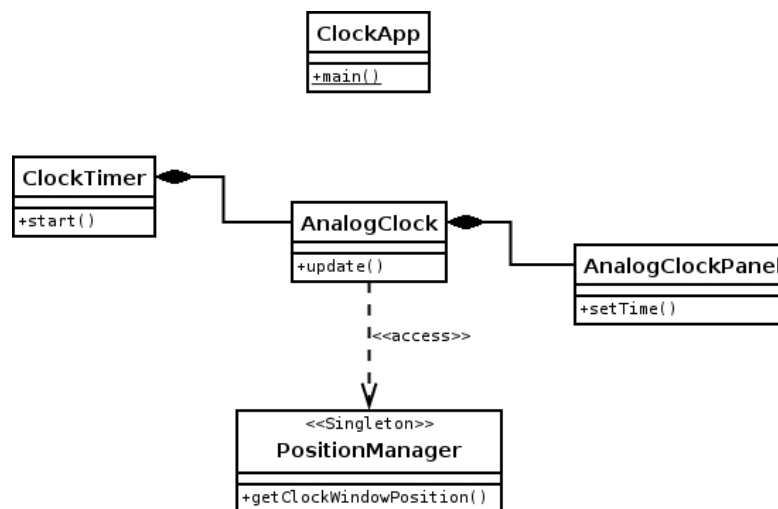 ClockApp
+main()
ClockTimer
+start()
AnalogClock
+update()
AnalogClockPanel
+setTime()
<<access>>
<<Singleton>>
PositionManager
+getClockWindowPosition()